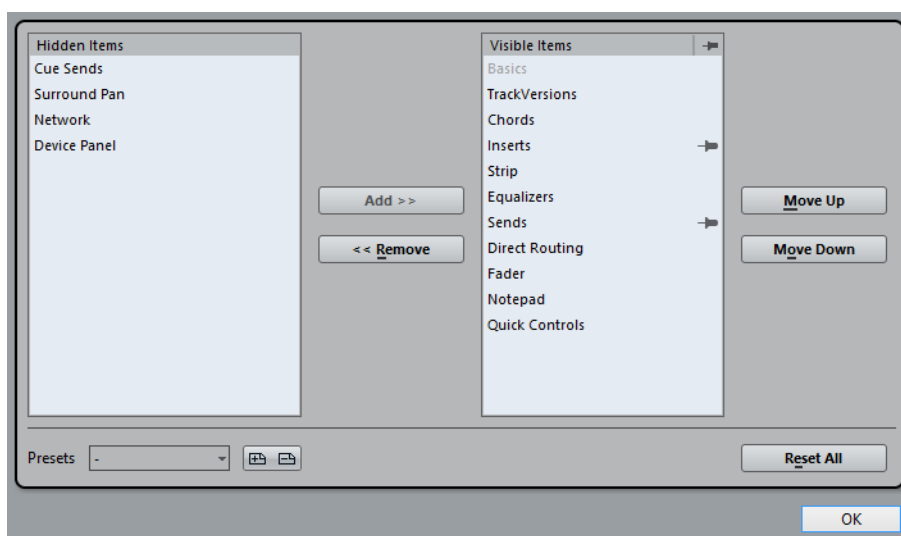 Hidden Items
Cue Sends
Surround Pan
Network
Device Panel
Add >>
<< Remove
Visible Items
Basics
TrackVersions
Chords
Inserts
Strip
Equalizers
Sends
Direct Routing
Fader
Notepad
Quick Controls
Move Up
Move Down
Presets -
Reset All
OK